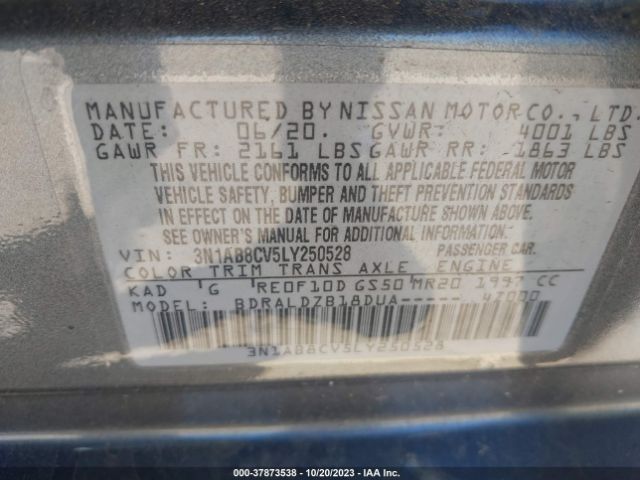 MANUFACTURED BY NISSAN MOTOR CO., LTD.
DATE: 06/20. GVWR: 4001 LBS
GAWR FR: 2161 LBS GAWR RR: 1863 LBS
THIS VEHICLE CONFORMS TO ALL APPLICABLE FEDERAL MOTOR
VEHICLE SAFETY, BUMPER AND THEFT PREVENTION STANDARDS
IN EFFECT ON THE DATE OF MANUFACTURE SHOWN ABOVE.
SEE OWNER'S MANUAL FOR ADDITIONAL INFORMATION.
VIN: 3N1AB8CV5LY250528 PASSENGER CAR.
COLOR TRIM TRANS AXLE ENGINE
KAD G RE0F10D GS50 MR20 1997 CC
MODEL: BDRALDZB18DUA----- 4Z000
3N1AB8CV5LY250528
000-37873538 | 10/20/2023 | IAA Inc.